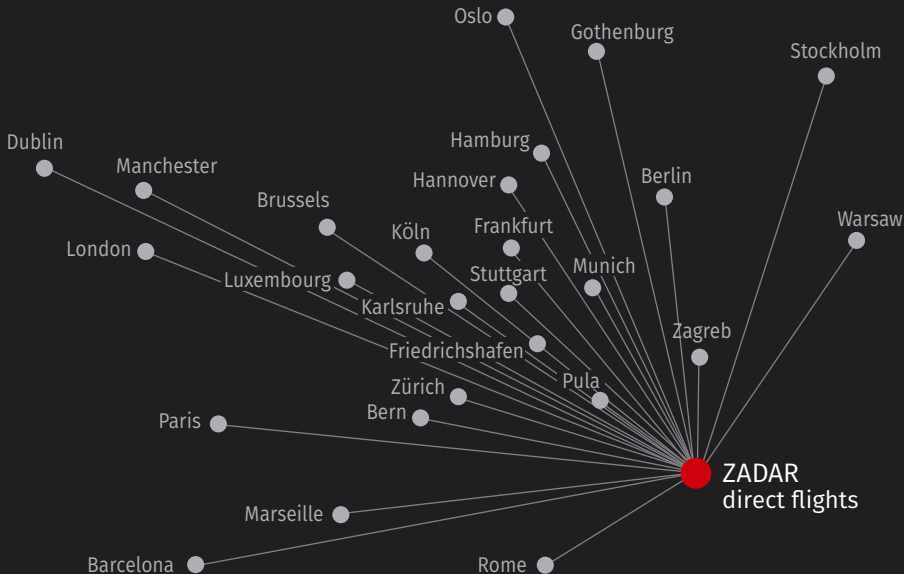 Oslo
Gothenburg
Stockholm
Dublin
Hamburg
Manchester
Hannover
Berlin
Brussels
Warsaw
Frankfurt
Köln
London
Munich
Stuttgart
Luxembourg
Karlsruhe
Zagreb
Friedrichshafen
Pula
Zürich
Bern
Paris
ZADAR
direct flights
Marseille
Barcelona
Rome